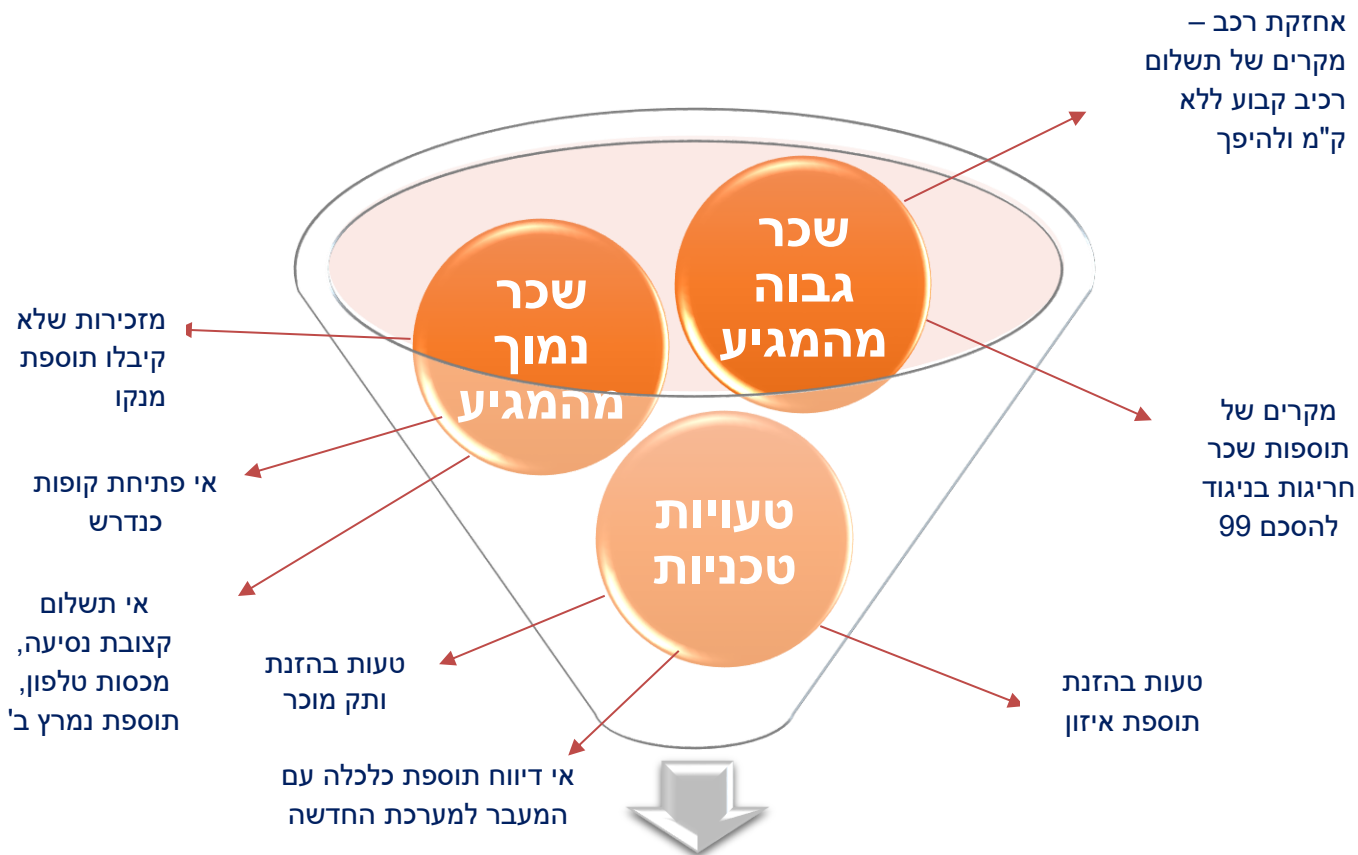 אחזקת רכב –
מקרים של תשלום
רכיב קבוע ללא
ק"מ ולהיפך
שכר
גבוה
מהמגיע
שכר
נמוך
מהמגיע
מזכירות שלא
קיבלו תוספת
מנקו
מקרים של
תוספות שכר
חריגות בניגוד
להסכם 99
אי פתיחת קופות
כנדרש
טעויות
טכניות
אי תשלום
קצובת נסיעה,
מכסות טלפון,
תוספת נמרץ ב'
טעות בהזנת
ותק מוכר
טעות בהזנת
תוספת איזון
אי דיווח תוספת כלכלה עם
המעבר למערכת החדשה